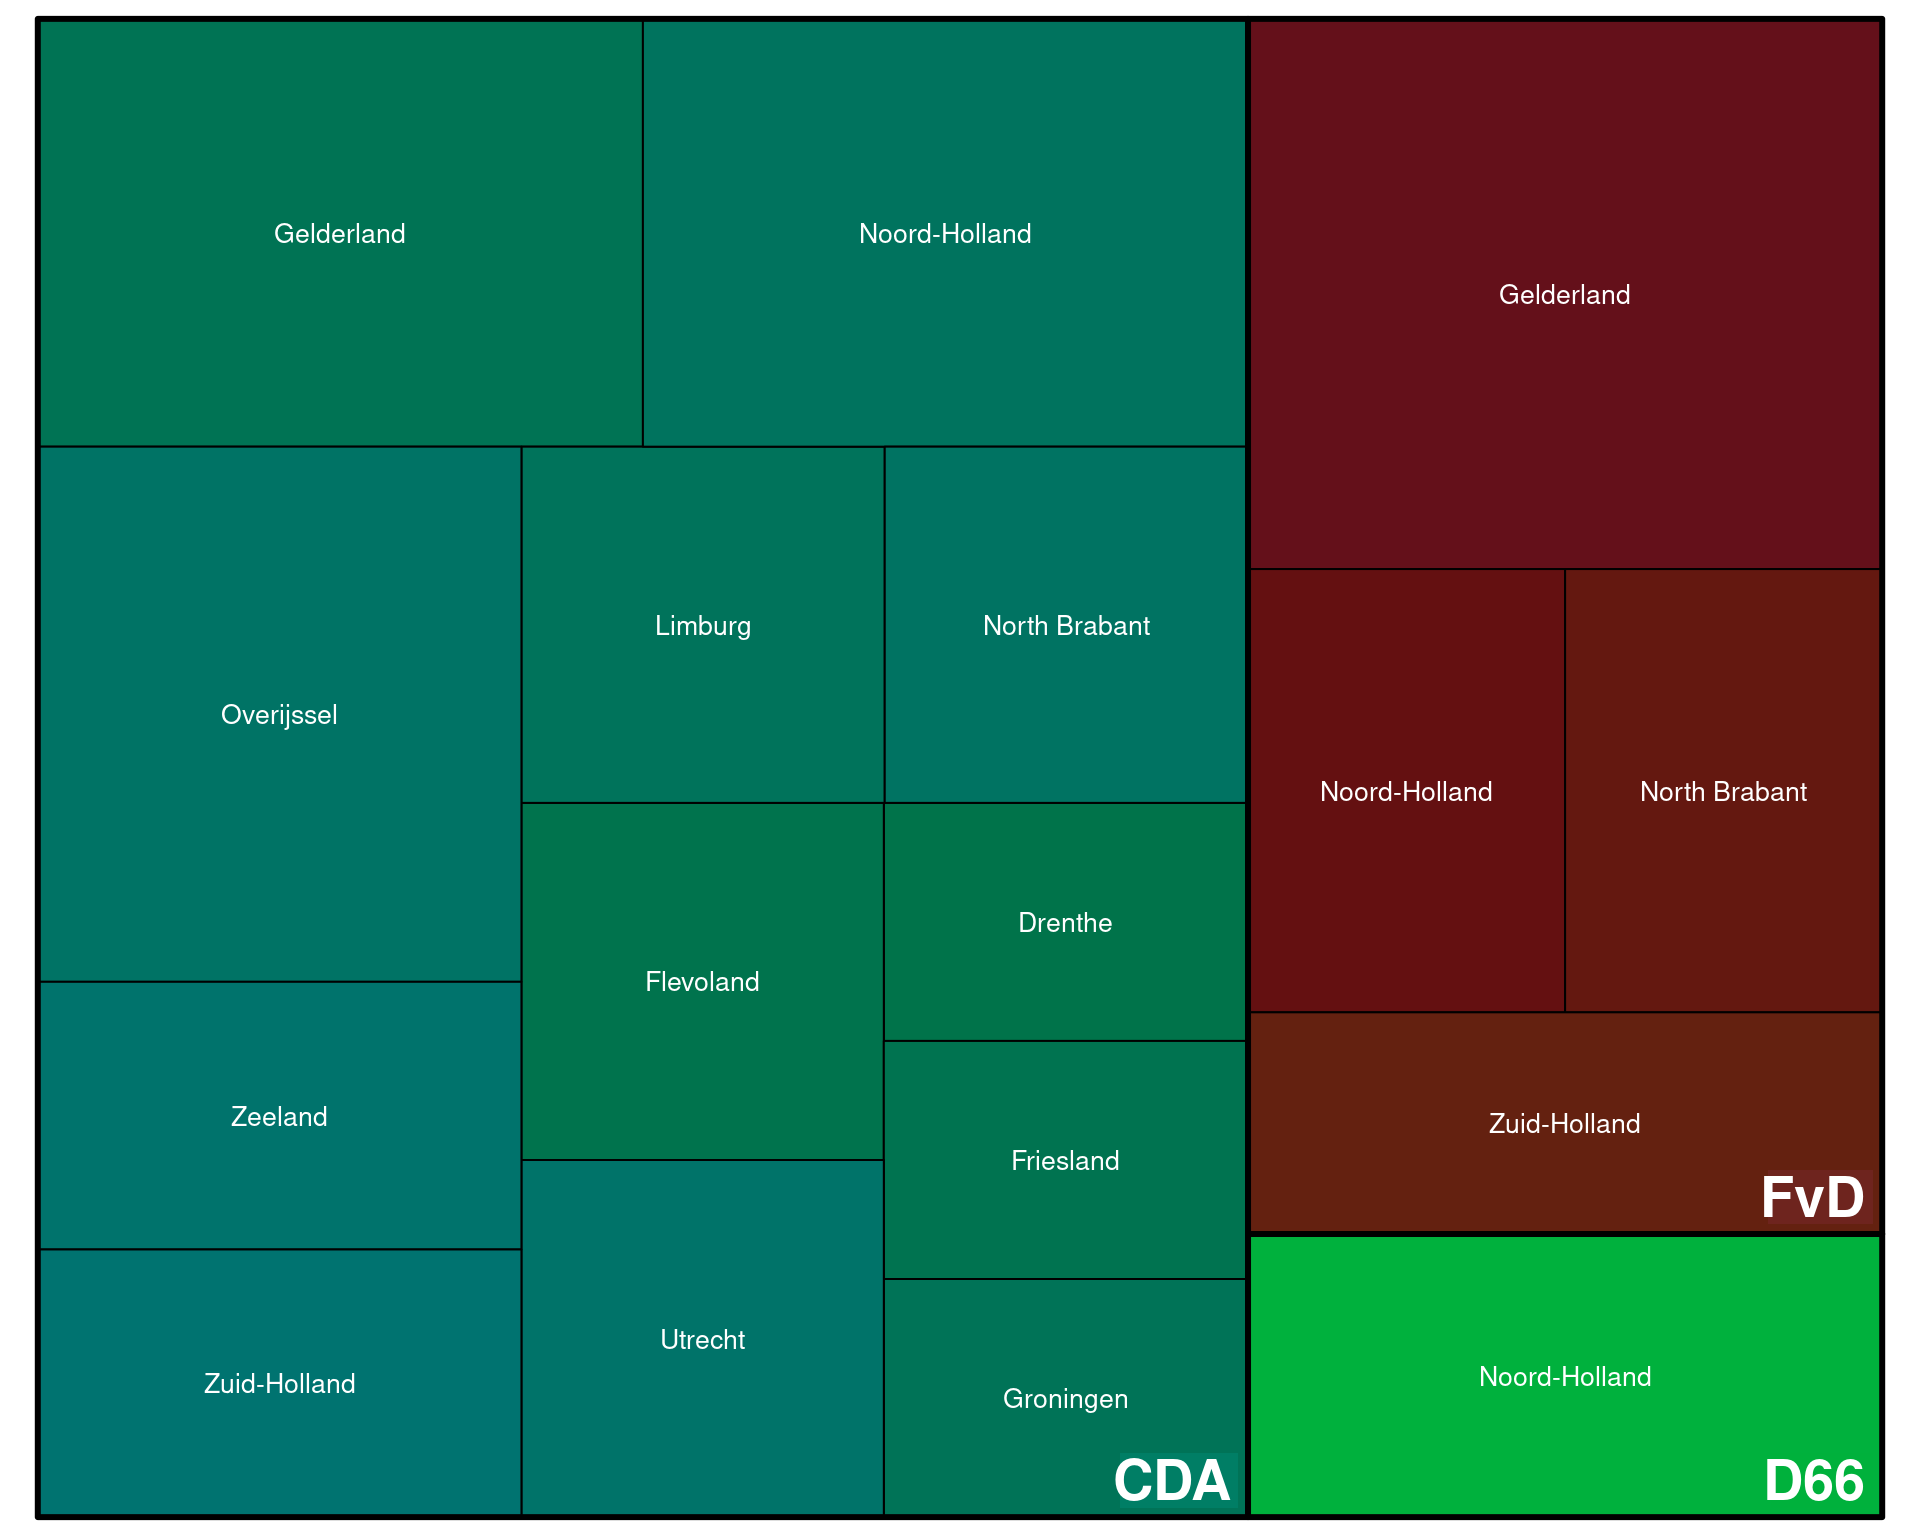 Gelderland
Noord-Holland
Overijssel
Limburg
North Brabant
Flevoland
Drenthe
Zeeland
Friesland
Utrecht
Zuid-Holland
Groningen
CDA
Gelderland
Noord-Holland
North Brabant
Zuid-Holland
FvD
Noord-Holland
D66